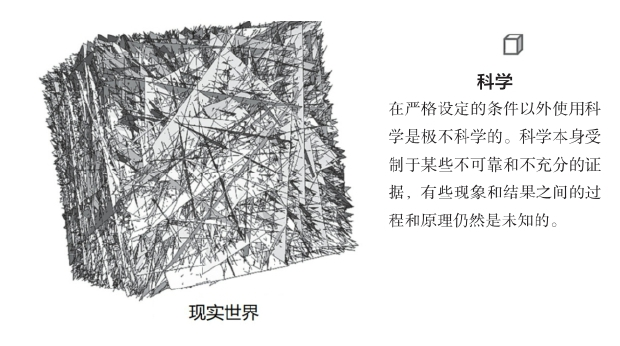 科学
在严格设定的条件以外使用科
学是极不科学的。科学本身受
制于某些不可靠和不充分的证
据，有些现象和结果之间的过
程和原理仍然是未知的。
现实世界